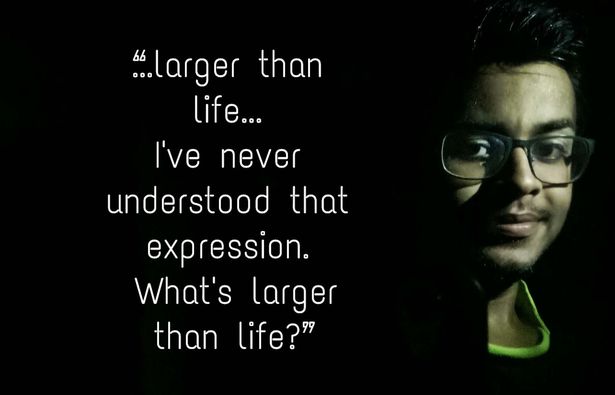 “...larger than
life...
I've never
understood that
expression.
What's larger
than life?”